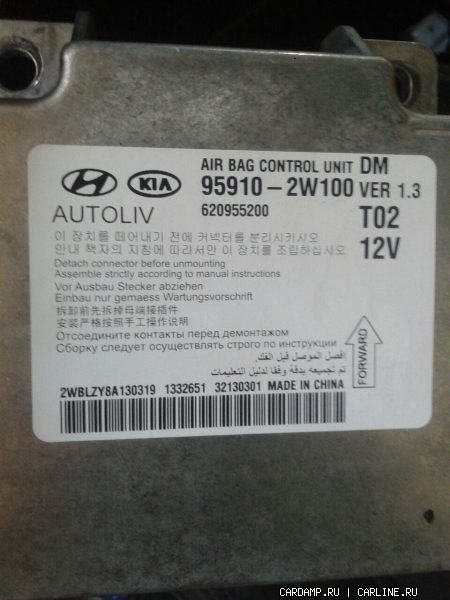 AIR BAG CONTROL UNIT DM
HYUNDAI KIA 95910-2W100 VER 1.3
AUTOLIV 620955200 T02
12V
이 장치를 떼어내기 전에 커넥터를 분리시키시오
안내 책자의 지침에 따라서만 이 장치를 조립하시오
Detach connector before unmounting
Assemble strictly according to manual instructions
Vor Ausbau Stecker abziehen
Einbau nur gemaess Wartungsvorschrift
拆卸前先拆掉母端接插件
安装严格按照手工操作说明
Отсоедините контакты перед демонтажом
Сборку следует осуществлять строго по инструкции
افصل الموصل قبل الفك.
تم تجميعه بدقة وفقا لدليل التعليمات
FORWARD
2WBLZY8A130319 1332651 32130301 MADE IN CHINA
CARDAMP.RU | CARLINE.RU